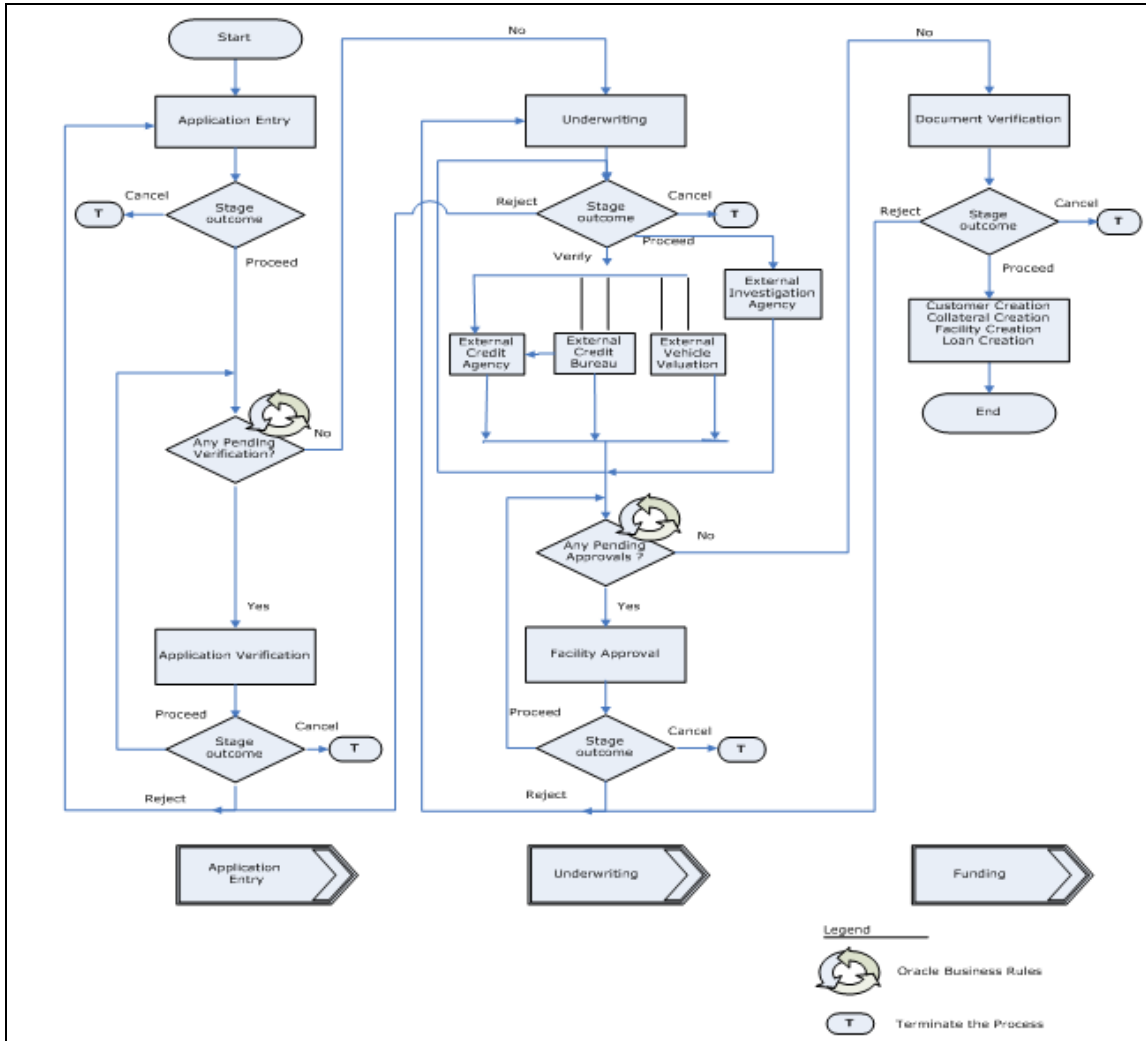 Start
No
No
Application Entry
Underwriting
Document Verification
Cancel
T
Stage
outcome
Reject
Stage
outcome
Cancel
T
Reject
Stage
outcome
Cancel
T
Proceed
Proceed
Verify
Proceed
External
Investigation
Agency
Customer Creation
Collateral Creation
Facility Creation
Loan Creation
External
Credit
Agency
External
Credit
Bureau
External
Vehicle
Valuation
End
No
Any Pending
Verification?
Any Pending
Approvals ?
No
Yes
Yes
Application Verification
Facility Approval
Proceed
Stage
outcome
Cancel
T
Proceed
Stage
outcome
Cancel
T
Reject
Reject
Application
Entry
Underwriting
Funding
Legend
Oracle Business Rules
T
Terminate the Process